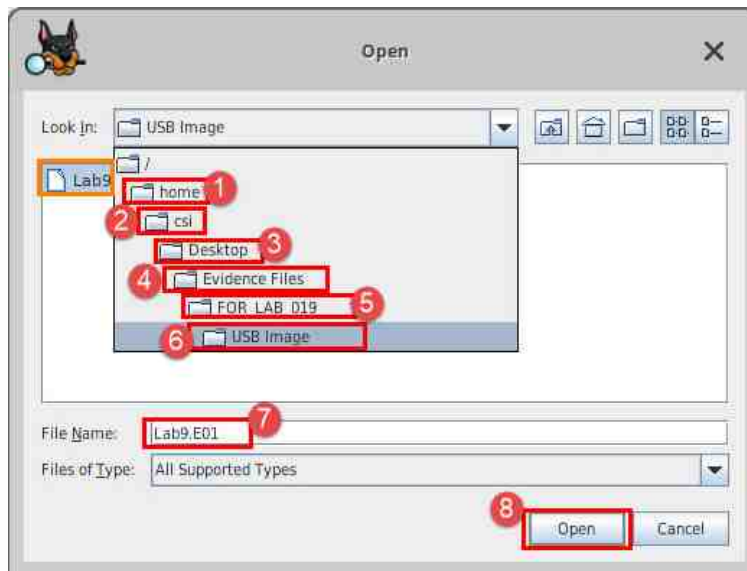 Open
Look In: USB Image
/
Lab9
home 1
2 csi
Desktop 3
4 Evidence Files
FOR_LAB_019 5
6 USB Image
File Name: Lab9.E01 7
Files of Type: All Supported Types
8
Open Cancel